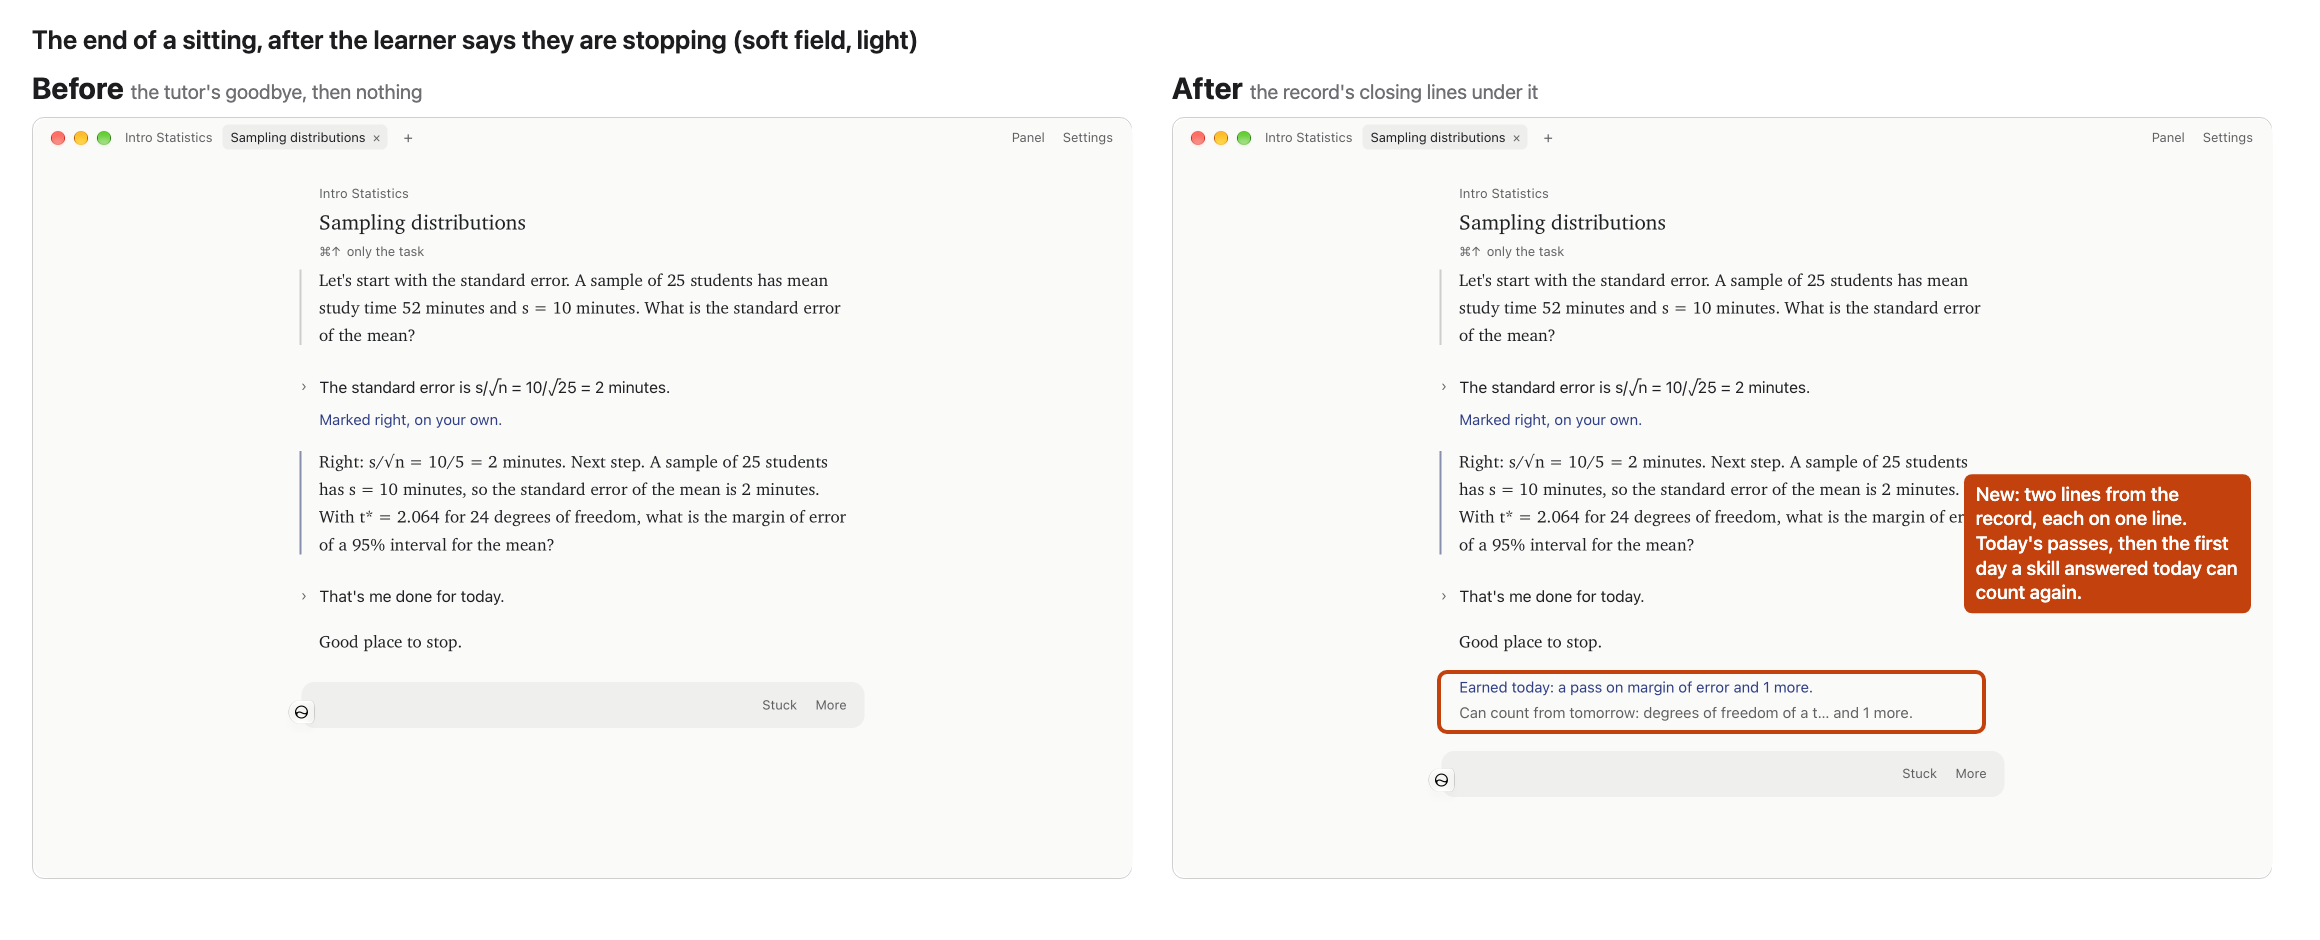 The end of a sitting, after the learner says they are stopping (soft field, light)
Before the tutor's goodbye, then nothing
Intro Statistics Sampling distributions × + Panel Settings
Intro Statistics
Sampling distributions
⌘↑ only the task
Let's start with the standard error. A sample of 25 students has mean
study time 52 minutes and s = 10 minutes. What is the standard error
of the mean?
› The standard error is s/√n = 10/√25 = 2 minutes.
Marked right, on your own.
Right: s/√n = 10/5 = 2 minutes. Next step. A sample of 25 students
has s = 10 minutes, so the standard error of the mean is 2 minutes.
With t* = 2.064 for 24 degrees of freedom, what is the margin of error
of a 95% interval for the mean?
› That's me done for today.
Good place to stop.
Stuck More
After the record's closing lines under it
Intro Statistics Sampling distributions × + Panel Settings
Intro Statistics
Sampling distributions
⌘↑ only the task
Let's start with the standard error. A sample of 25 students has mean
study time 52 minutes and s = 10 minutes. What is the standard error
of the mean?
› The standard error is s/√n = 10/√25 = 2 minutes.
Marked right, on your own.
Right: s/√n = 10/5 = 2 minutes. Next step. A sample of 25 students
has s = 10 minutes, so the standard error of the mean is 2 minutes.
With t* = 2.064 for 24 degrees of freedom, what is the margin of er
of a 95% interval for the mean?
New: two lines from the
record, each on one line.
Today's passes, then the first
day a skill answered today can
count again.
› That's me done for today.
Good place to stop.
Earned today: a pass on margin of error and 1 more.
Can count from tomorrow: degrees of freedom of a t... and 1 more.
Stuck More